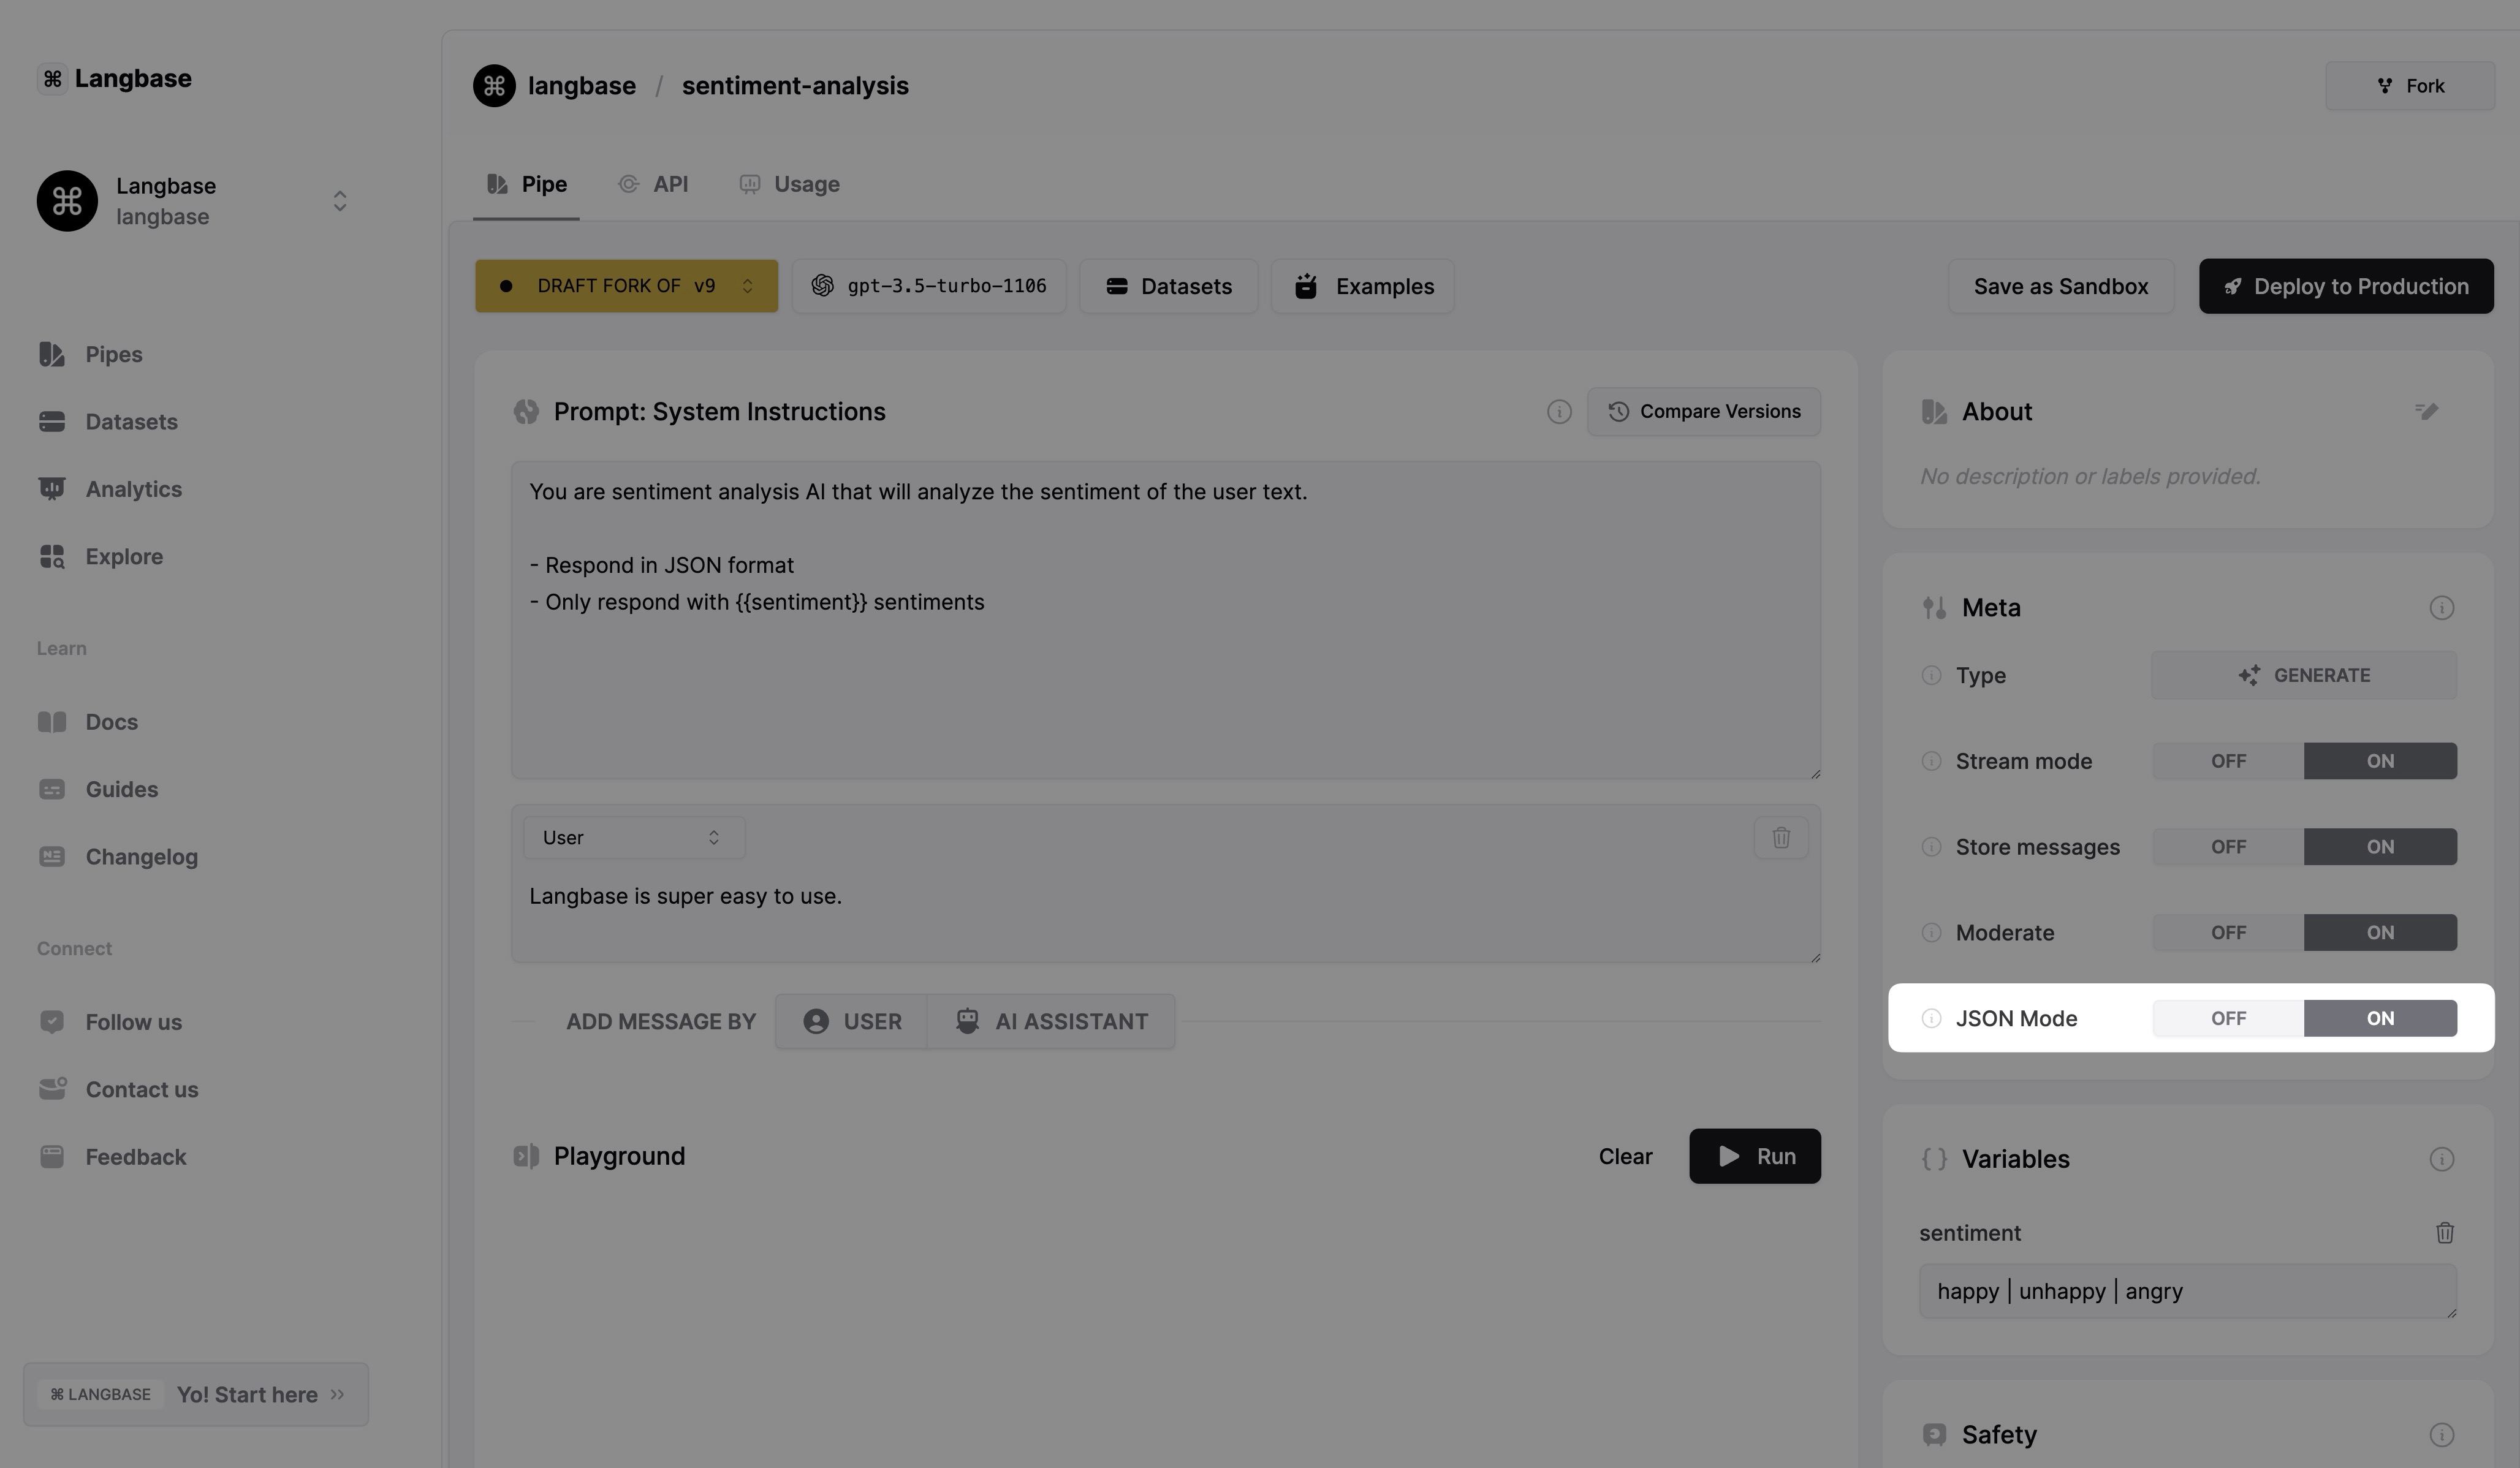 Langbase
Langbase
langbase
Pipes
Datasets
Analytics
Explore
Learn
Docs
Guides
Changelog
Connect
Follow us
Contact us
Feedback
⌘ LANGBASE Yo! Start here
langbase / sentiment-analysis
Fork
Pipe API Usage
DRAFT FORK OF v9 gpt-3.5-turbo-1106 Datasets Examples Save as Sandbox Deploy to Production
Prompt: System Instructions Compare Versions
You are sentiment analysis AI that will analyze the sentiment of the user text.
- Respond in JSON format
- Only respond with {{sentiment}} sentiments
User
Langbase is super easy to use.
ADD MESSAGE BY USER AI ASSISTANT
Playground Clear Run
About
No description or labels provided.
Meta
Type GENERATE
Stream mode OFF ON
Store messages OFF ON
Moderate OFF ON
JSON Mode OFF ON
Variables
sentiment
happy | unhappy | angry
Safety